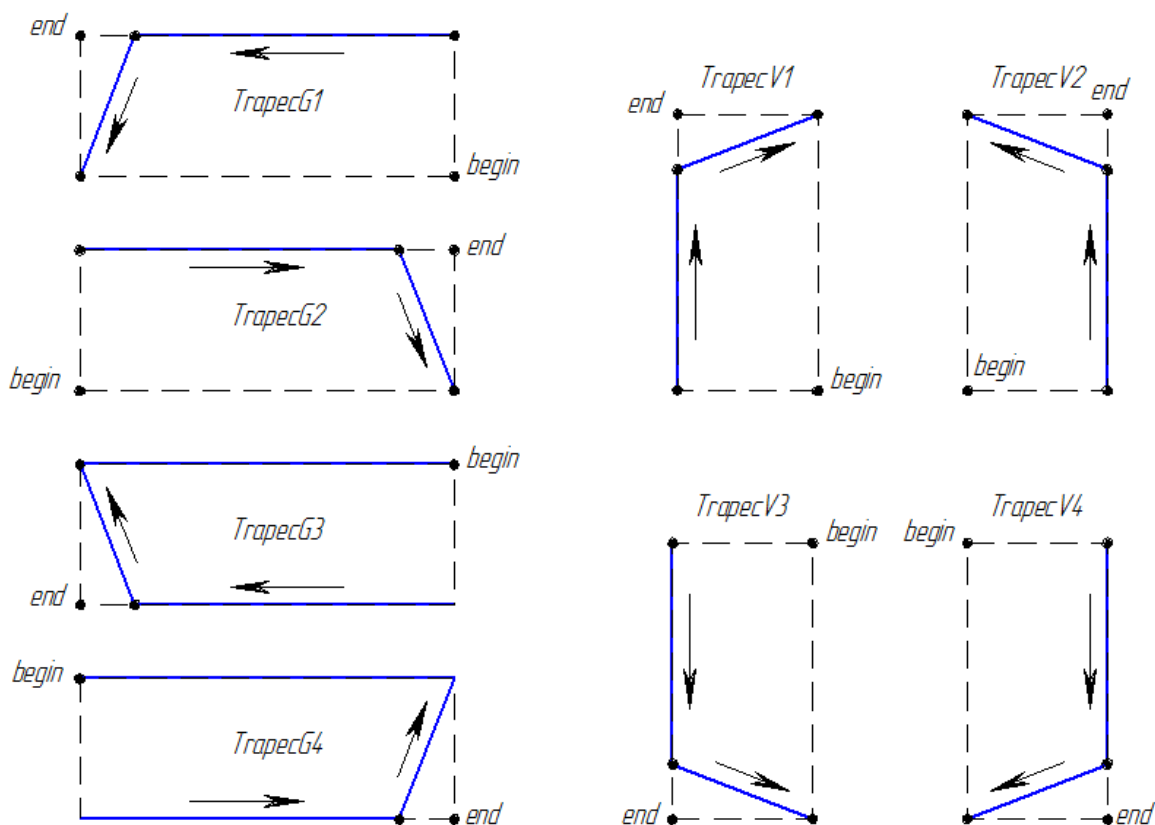 end
TrapecG1
begin
end
TrapecG2
begin
begin
TrapecG3
end
begin
TrapecG4
end
TrapecV1
end
begin
TrapecV2
end
begin
TrapecV3
begin
end
TrapecV4
begin
end